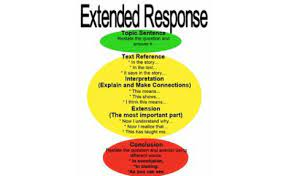 Extended Response
Topic Sentence
Restate the question and
answer it
Text Reference
* In the story...
* In the text...
* It says in the story...
Interpretation
(Explain and Make Connections)
* This means...
* This shows...
* I think this means...
Extension
(The most important part)
* Now I understand why...
* Now I realize that...
* This has taught me...
Conclusion
Restate the question and answer using
different words.
* In conclusion,
* In closing,
*As you can see,